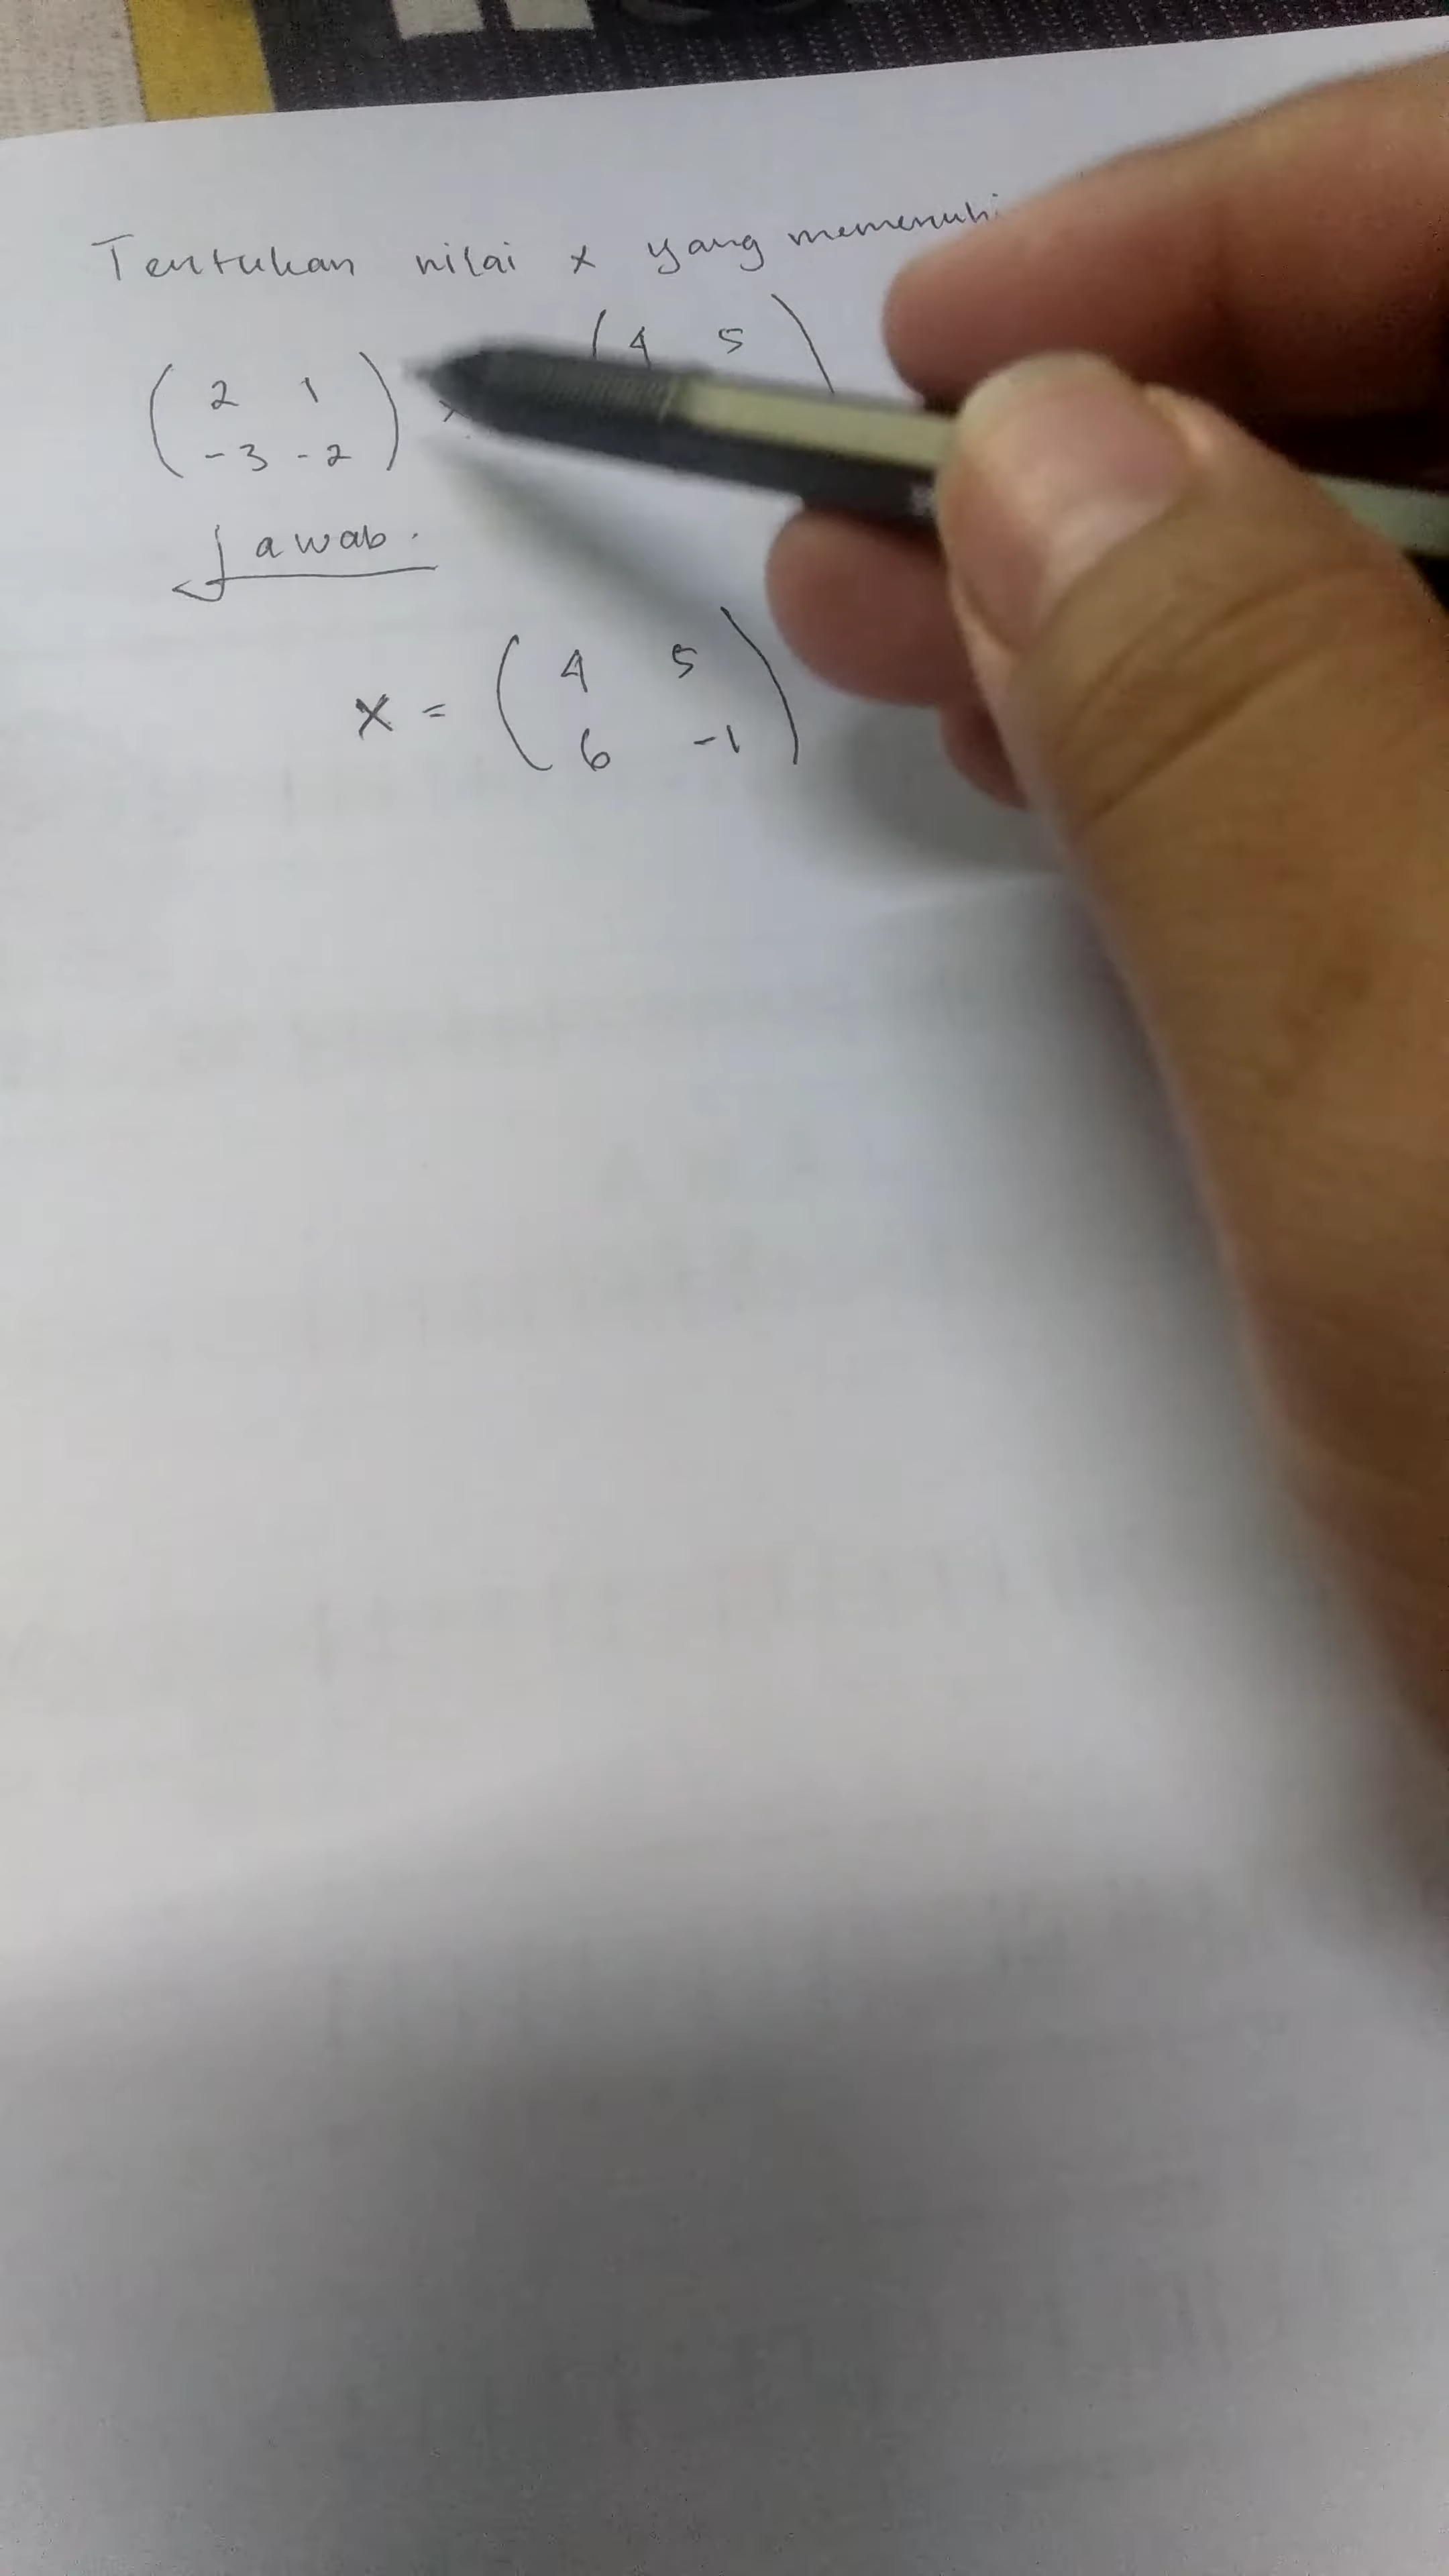 Tentukan nilai x yang memenuhi
( 2 1 ) ( 4 5 )
( -3 -2 )
Jawab.
x = ( 4 5 )
( 6 -1 )